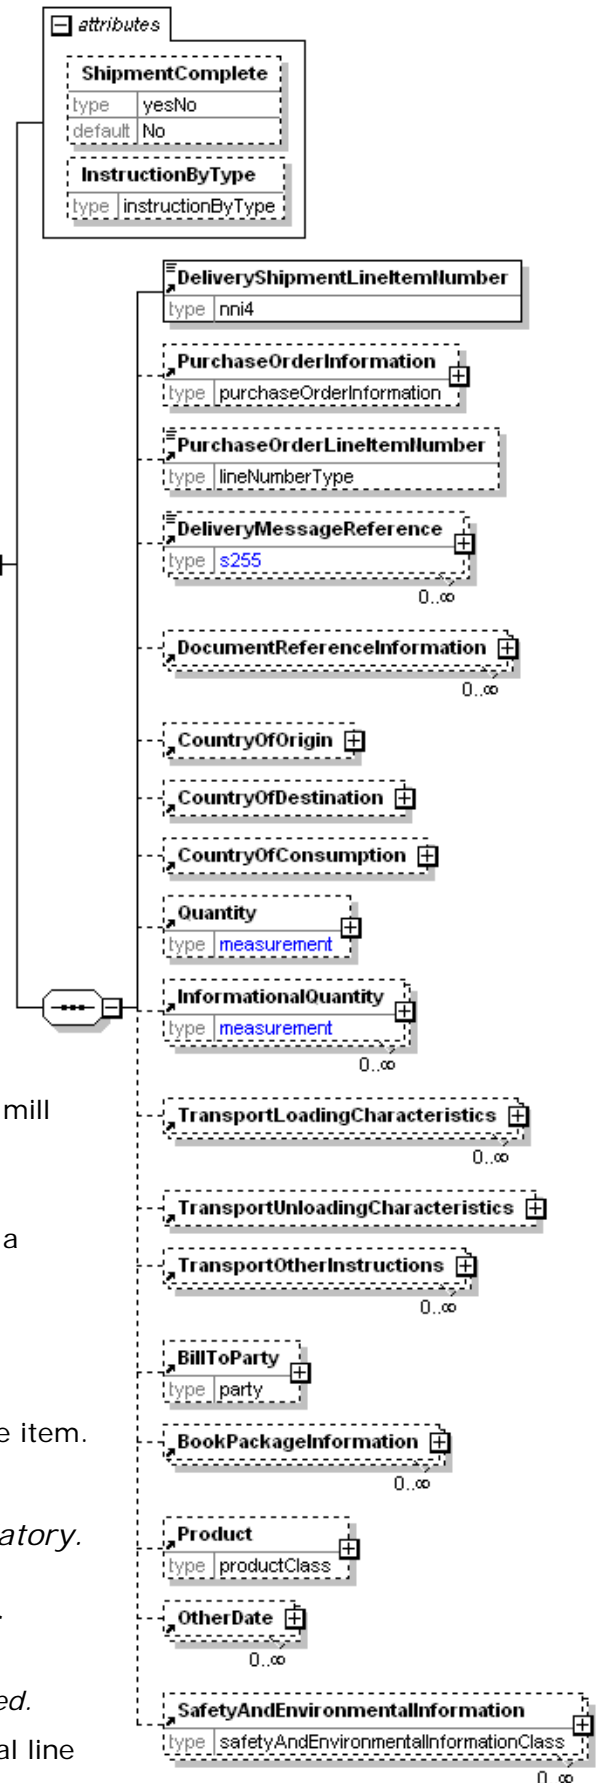 attributes
ShipmentComplete
type yesNo
default No
InstructionByType
type instructionByType
DeliveryShipmentLineItemNumber
type nni4
PurchaseOrderInformation
type purchaseOrderInformation
PurchaseOrderLineItemNumber
type lineNumberType
DeliveryMessageReference
type s255
0..∞
DocumentReferenceInformation
0..∞
CountryOfOrigin
CountryOfDestination
CountryOfConsumption
Quantity
type measurement
InformationalQuantity
type measurement
0..∞
mill
TransportLoadingCharacteristics
0..∞
TransportUnloadingCharacteristics
a
TransportOtherInstructions
0..∞
BillToParty
type party
e item.
BookPackageInformation
0..∞
atory.
Product
type productClass
.
OtherDate
0..∞
ed.
SafetyAndEnvironmentalInformation
al line
type safetyAndEnvironmentalInformationClass
0..∞